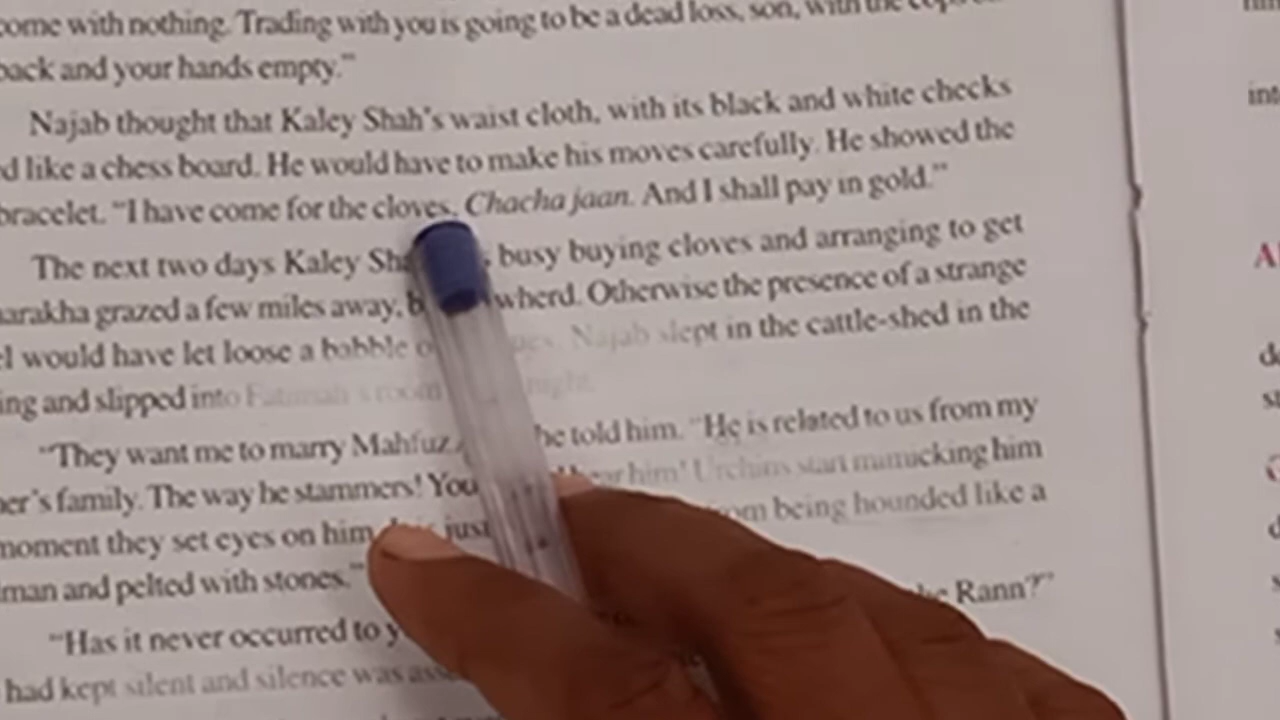 come with nothing. Trading with you is going to be a dead loss, son, with the
back and your hands empty."
Najab thought that Kaley Shah's waist cloth, with its black and white checks
like a chess board. He would have to make his moves carefully. He showed the
bracelet. "I have come for the cloves, Chacha jaan. And I shall pay in gold."
The next two days Kaley busy buying cloves and arranging to get
grazed a few miles away, Otherwise the presence of a strange
would have let loose a babble Najab slept in the cattle-shed in the
and slipped into Fatimah's room night.
"They want me to marry Mahfuz told him. "He is related to us from my
family. The way he stammers! You hear him! Urchins start mimicking him
moment they set eyes on him. just being hounded like a
man and pelted with stones."
"Has it never occurred to Rann?"
had kept silent and silence was
int